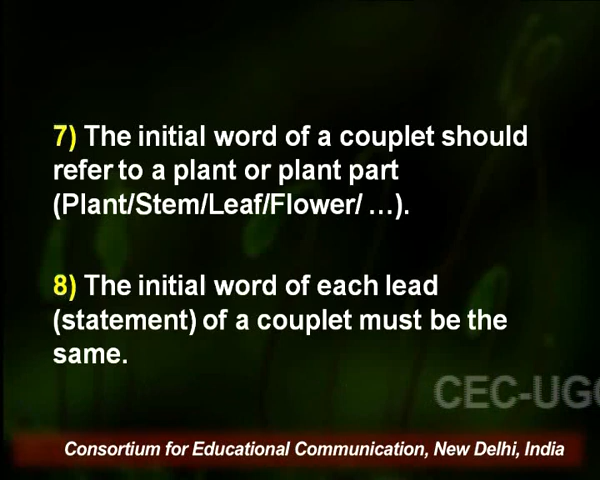 7) The initial word of a couplet should
refer to a plant or plant part
(Plant/Stem/Leaf/Flower/ …).
8) The initial word of each lead
(statement) of a couplet must be the
same.
CEC-UGC
Consortium for Educational Communication, New Delhi, India